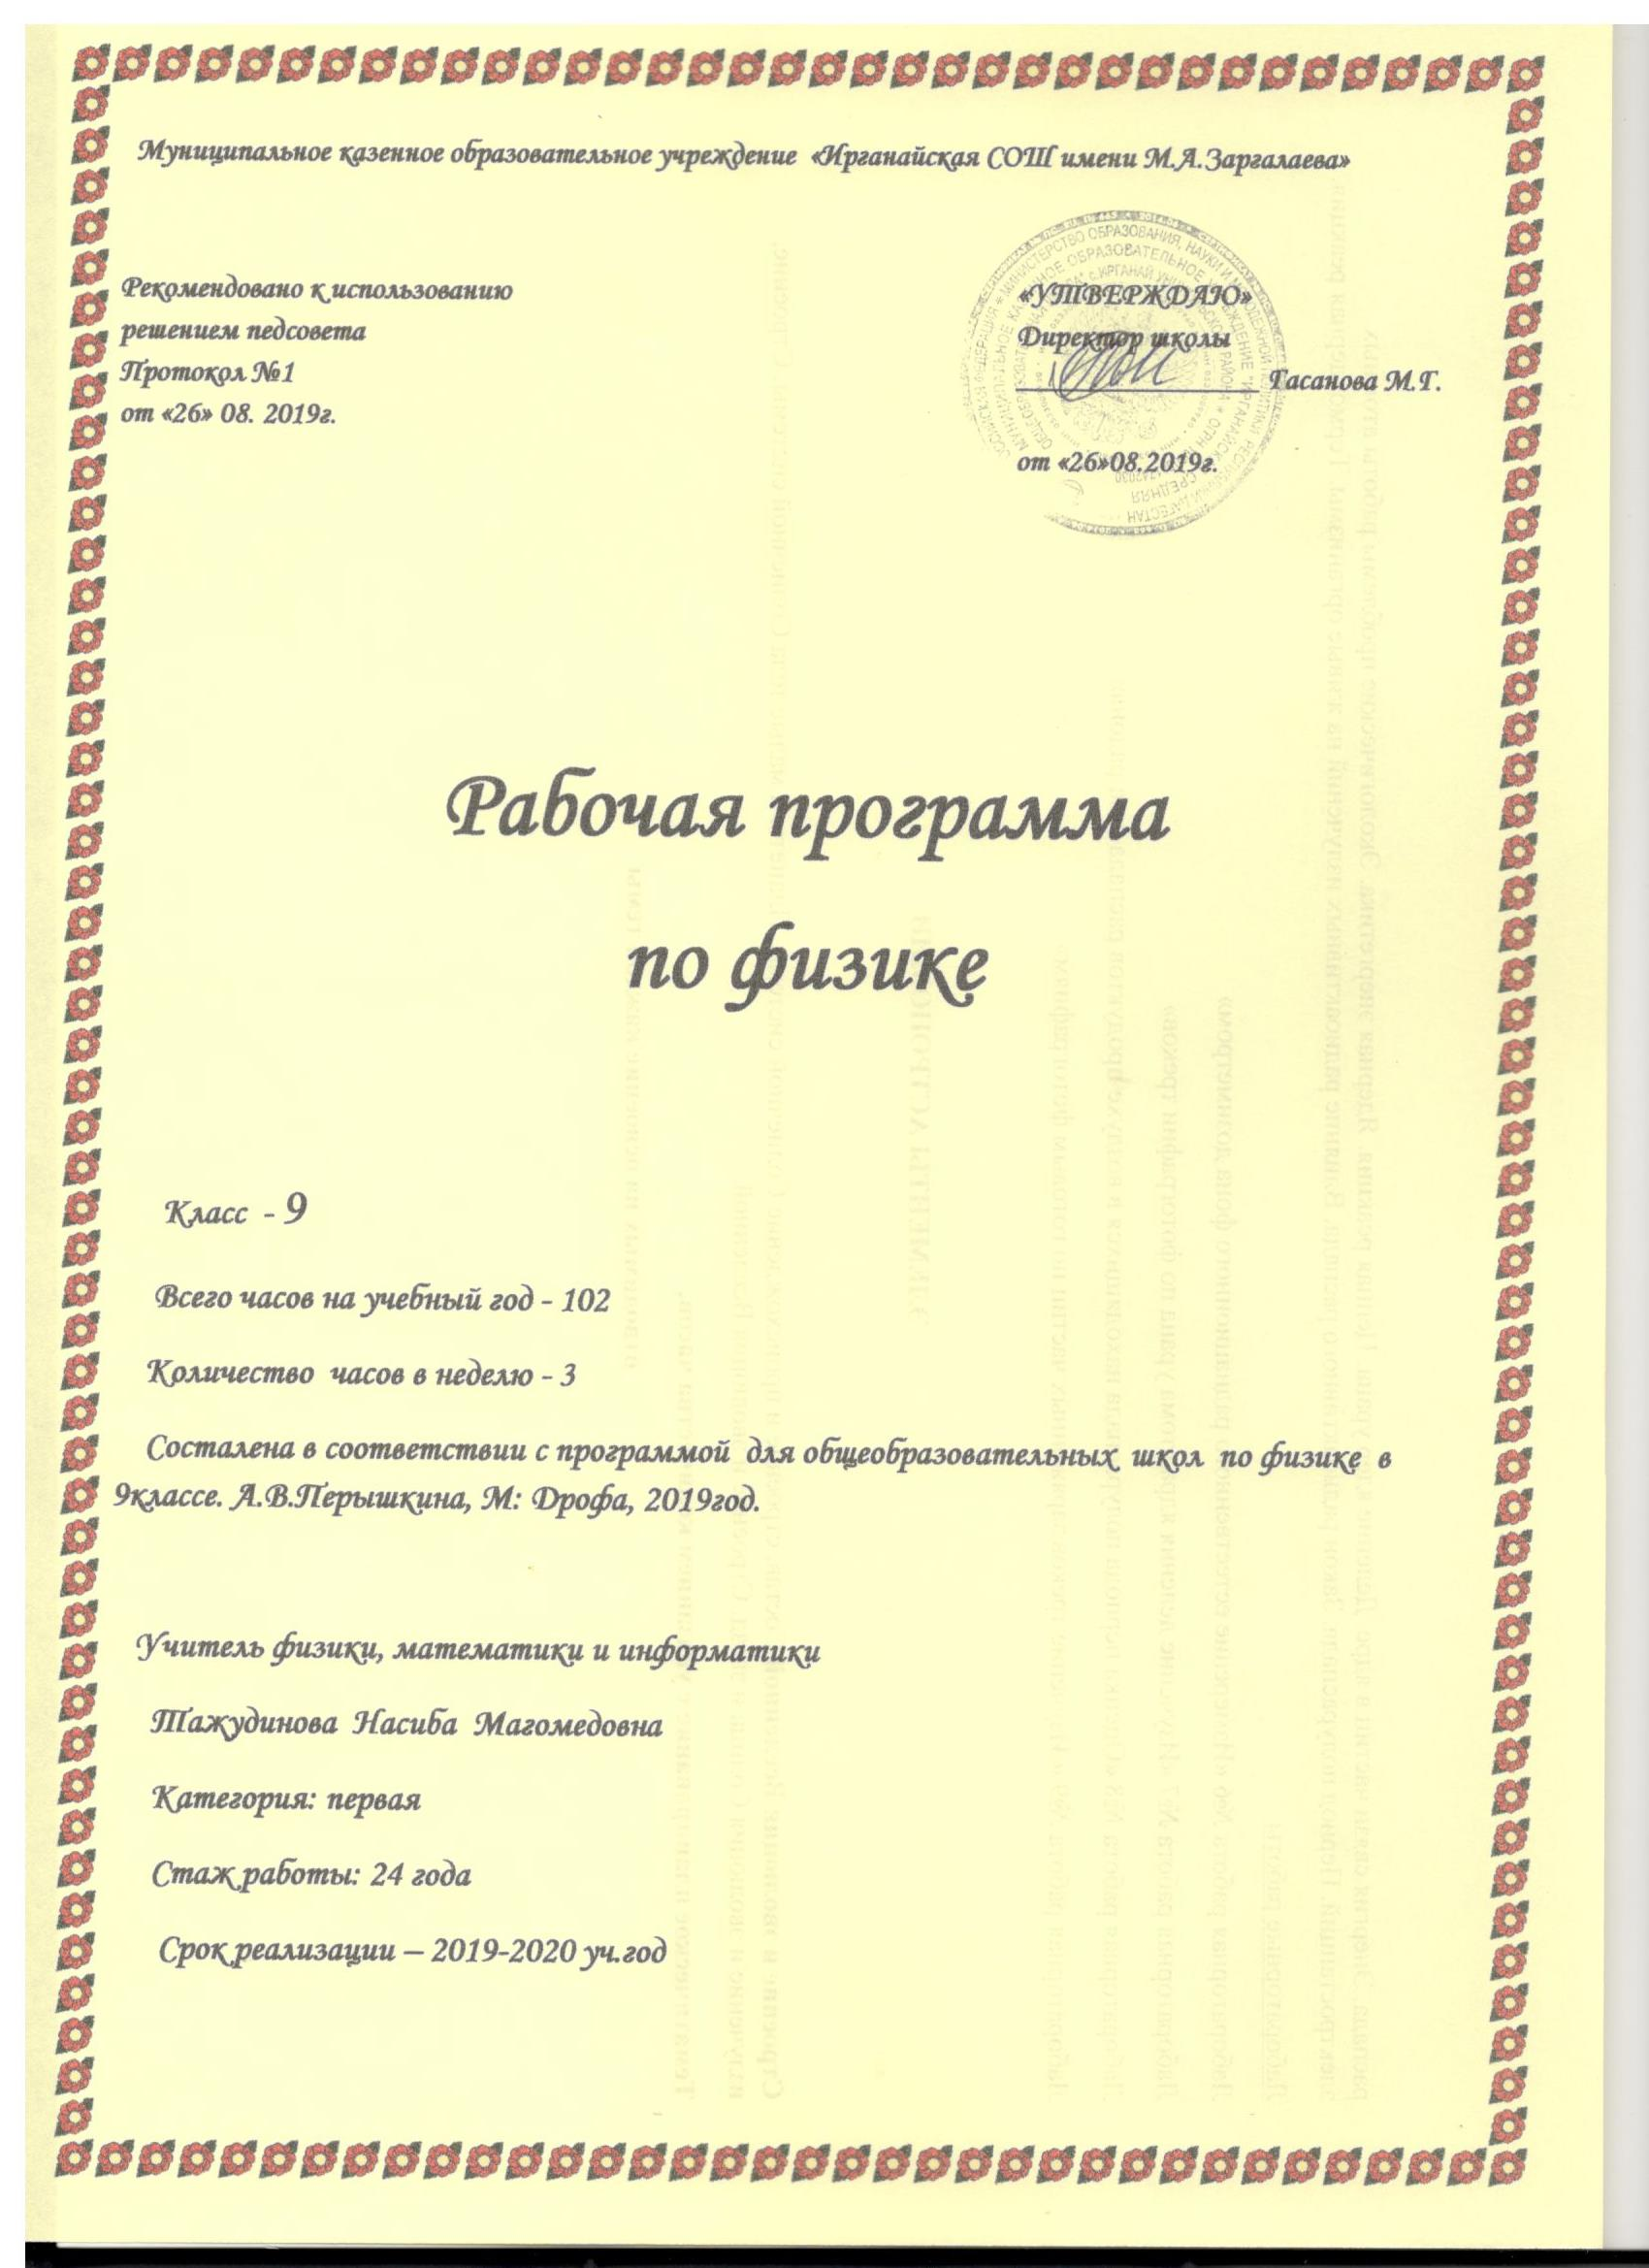 Муниципальное казенное образовательное учреждение «Ирганайская СОШ имени М.А.Заргалаева»
Рекомендовано к использованию
решением педсовета
Протокол №1
от «26» 08. 2019г.
«УТВЕРЖДАЮ»
Директор школы
Гасанова М.Г.
от «26»08.2019г.
Рабочая программа
по физике
Класс - 9
Всего часов на учебный год - 102
Количество часов в неделю - 3
Состалена в соответствии с программой для общеобразовательных школ по физике в
9классе. А.В.Перышкина, М: Дрофа, 2019год.
Учитель физики, математики и информатики
Тажудинова Насиба Магомедовна
Категория: первая
Стаж работы: 24 года
Срок реализации – 2019-2020 уч.год